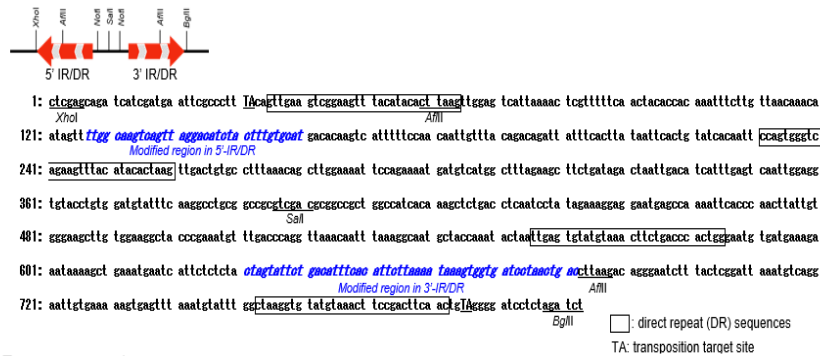 XhoI AflII NotI SalI NotI AflII BglII
5' IR/DR 3' IR/DR
1: ctcgagcaga tcatcgatga attcgccctt TAcagttgaa gtcggaagtt tacatacact taagttggag tcattaaaac tcgtttttca actacaccac aaatttcttg ttaacaaaca
XhoI AflII
121: atagtt ttgg caagtcagtt aggacatcta ctttgtgcat gacacaagtc atttttccaa caattgttta cagacagatt atttcactta taattcactg tatcacaatt ccagtgggtc
Modified region in 5'-IR/DR
241: agaagtttac atacactaag ttgactgtgc ctttaaacag cttggaaaat tccagaaaat gatgtcatgg ctttagaagc ttctgataga ctaattgaca tcatttgagt caattggagg
361: tgtacctgtg gatgtatttc aaggcctgcg gccgcgtcga cgcggccgct ggccatcaca aagctctgac ctcaatccta tagaaaggag gaatgagcca aaattcaccc aacttattgt
SalI
481: gggaagcttg tggaaggcta cccgaaatgt ttgacccagg ttaaacaatt taaaggcaat gctaccaaat actaattgag tgtatgtaaa cttctgaccc actgggaatg tgatgaaaga
601: aataaaagct gaaatgaatc attctctcta ctagtattct gacatttcac attcttaaaa taaagtggtg atcctaactg accttaagac agggaatctt tactcggatt aaatgtcagg
Modified region in 3'-IR/DR AflII
721: aattgtgaaa aagtgagttt aaatgtattt ggctaaggtg tatgtaaact tccgacttca actgTAgggg atcctctaga tct
BglII
: direct repeat (DR) sequences
TA: transposition target site